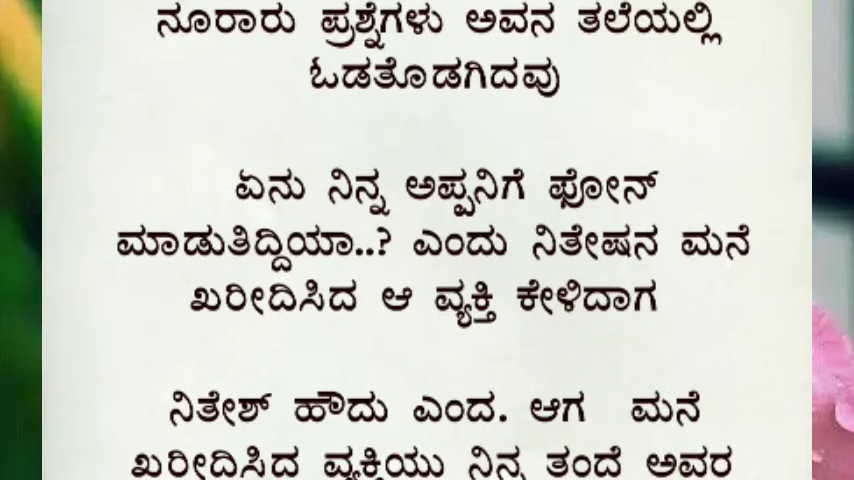 ನೂರಾರು ಪ್ರಶ್ನೆಗಳು ಅವನ ತಲೆಯಲ್ಲಿ
ಓಡತೊಡಗಿದವು
ಏನು ನಿನ್ನ ಅಪ್ಪನಿಗೆ ಫೋನ್
ಮಾಡುತಿದ್ದಿಯಾ..? ಎಂದು ನಿತೇಷನ ಮನೆ
ಖರೀದಿಸಿದ ಆ ವ್ಯಕ್ತಿ ಕೇಳಿದಾಗ
ನಿತೇಶ್ ಹೌದು ಎಂದ. ಆಗ ಮನೆ
ಖರೀದಿಸಿದ ವ್ಯಕ್ತಿಯು ನಿನ್ನ ತಂದೆ ಅವರ